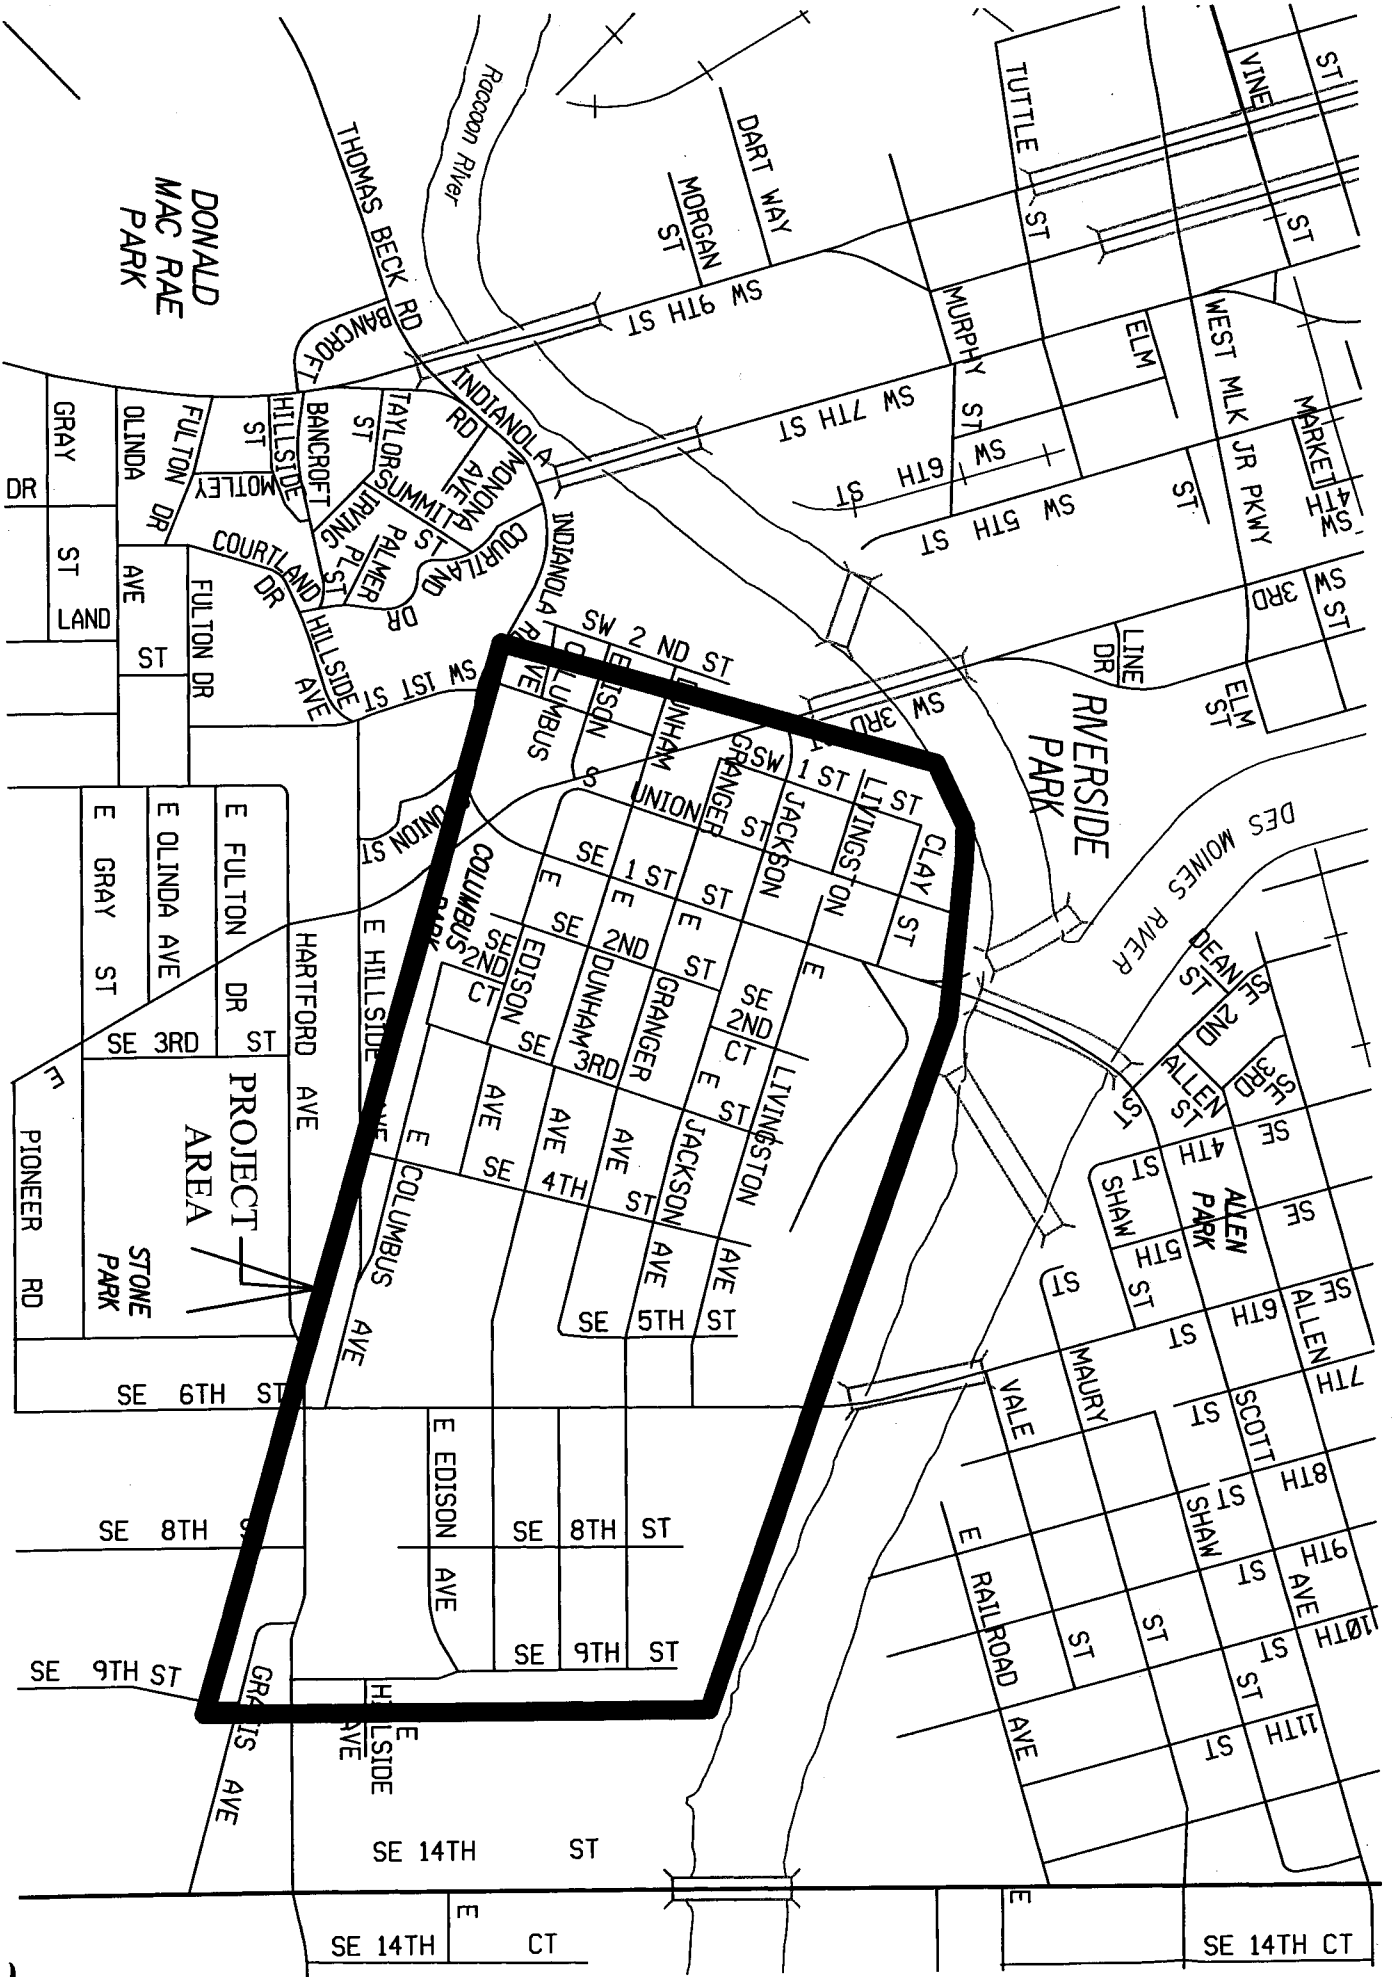 ST
VINE
ST
TUTTLE
ST
DART WAY
MORGAN
ST
Raccoon River
THOMAS BECK RD
DONALD
MAC RAE
PARK
BANCROFT
SW 9TH ST
MURPHY
ST
ELM
ST
WEST MLK JR PKWY
MARKET
SW 4TH
SW 7TH ST
SW 6TH ST
SW 5TH ST
SW 3RD ST
INDIANOLA
RD
INDIANOLA RD
MONONA
AVE
SUMMIT
ST
TAYLOR
ST
BANCROFT
ST
IRVING
PALMER
PL
COURTLAND
DR
HILLSIDE
ST
MOTLEY
FULTON DR
OLINDA
AVE
GRAY
ST
DR
LAND
ST
COURTLAND
DR
FULTON DR
HILLSIDE
AVE
SW 1ST ST
SW 2 ND ST
SW 3RD
ST
LINE
DR
ELM
ST
RIVERSIDE
PARK
DES MOINES RIVER
COLUMBUS
AVE
E
EDISON
DUNHAM
GRANGER
SW 1 ST
ST
LIVINGSTON
JACKSON
CLAY
ST
S
UNION
ST
UNION ST
SE 1 ST ST
COLUMBUS
PARK
E
E
E
E
SE 2ND ST
SE
2ND
CT
EDISON
DUNHAM
GRANGER
SE
2ND
CT
LIVINGSTON
SE 3RD ST
E
JACKSON
AVE
AVE
AVE
AVE
AVE
SE 4TH ST
SE 5TH ST
E HILLSIDE
AVE
E
COLUMBUS
AVE
HARTFORD AVE
E FULTON DR
E OLINDA AVE
E GRAY ST
SE 3RD ST
E
PIONEER RD
PROJECT
AREA
STONE
PARK
SE 6TH ST
SE 8TH
SE 9TH ST
E EDISON AVE
SE 8TH ST
SE 9TH ST
E
HILLSIDE
AVE
GRAVIS AVE
SE 14TH ST
DEAN
ST
SE 2ND
SE 3RD
ALLEN
ST
ST
SE
4TH
ST
ALLEN
PARK
SHAW
ST
SE
5TH
ST
SE
6TH
ST
ALLEN
7TH
ST
MAURY
VALE
SCOTT
8TH
ST
SHAW
9TH
ST
AVE
10TH
ST
11TH
ST
ST
ST
ST
E RAILROAD AVE
E
SE 14TH CT
E
SE 14TH CT